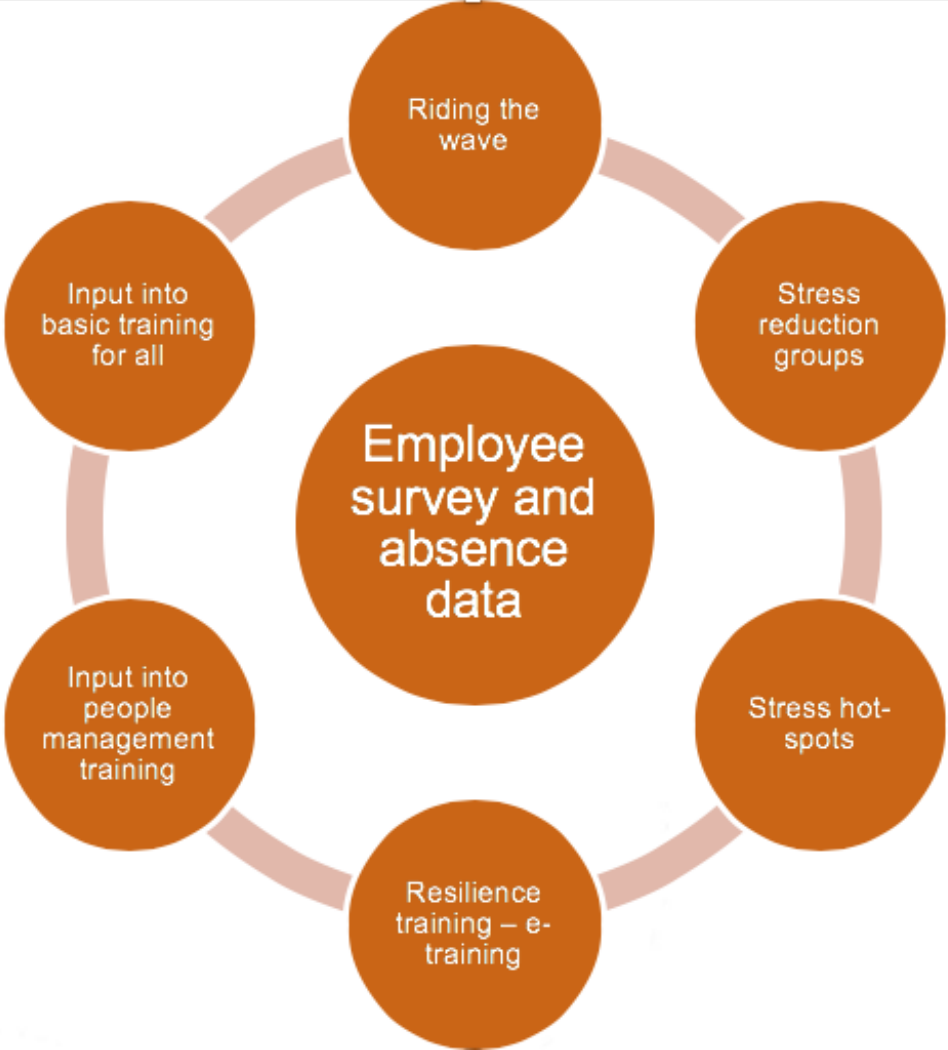 Riding the
wave
Stress
reduction
groups
Stress hot-
spots
Resilience
training – e-
training
Input into
people
management
training
Input into
basic training
for all
Employee
survey and
absence
data